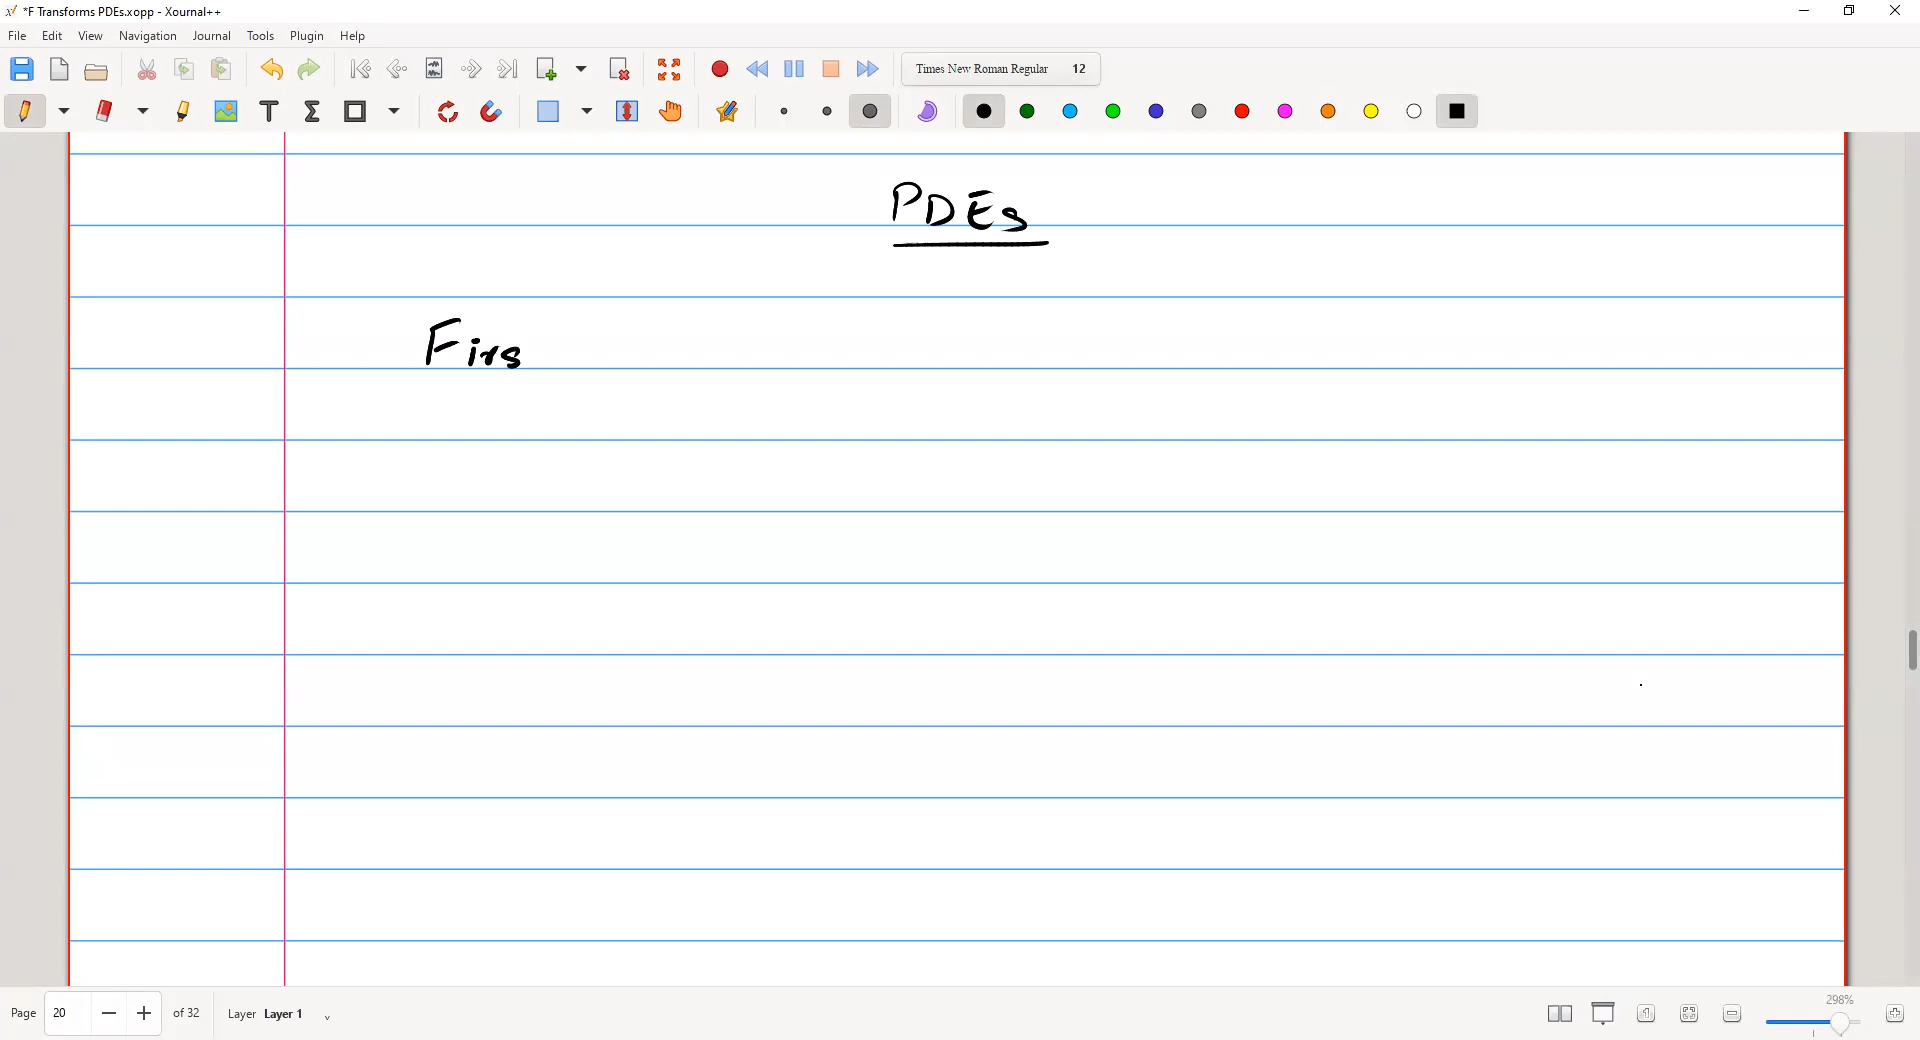 *F Transforms PDEs.xopp - Xournal++
File Edit View Navigation Journal Tools Plugin Help
Times New Roman Regular 12
PDEs
Firs
Page 20 of 32 Layer Layer 1
298%